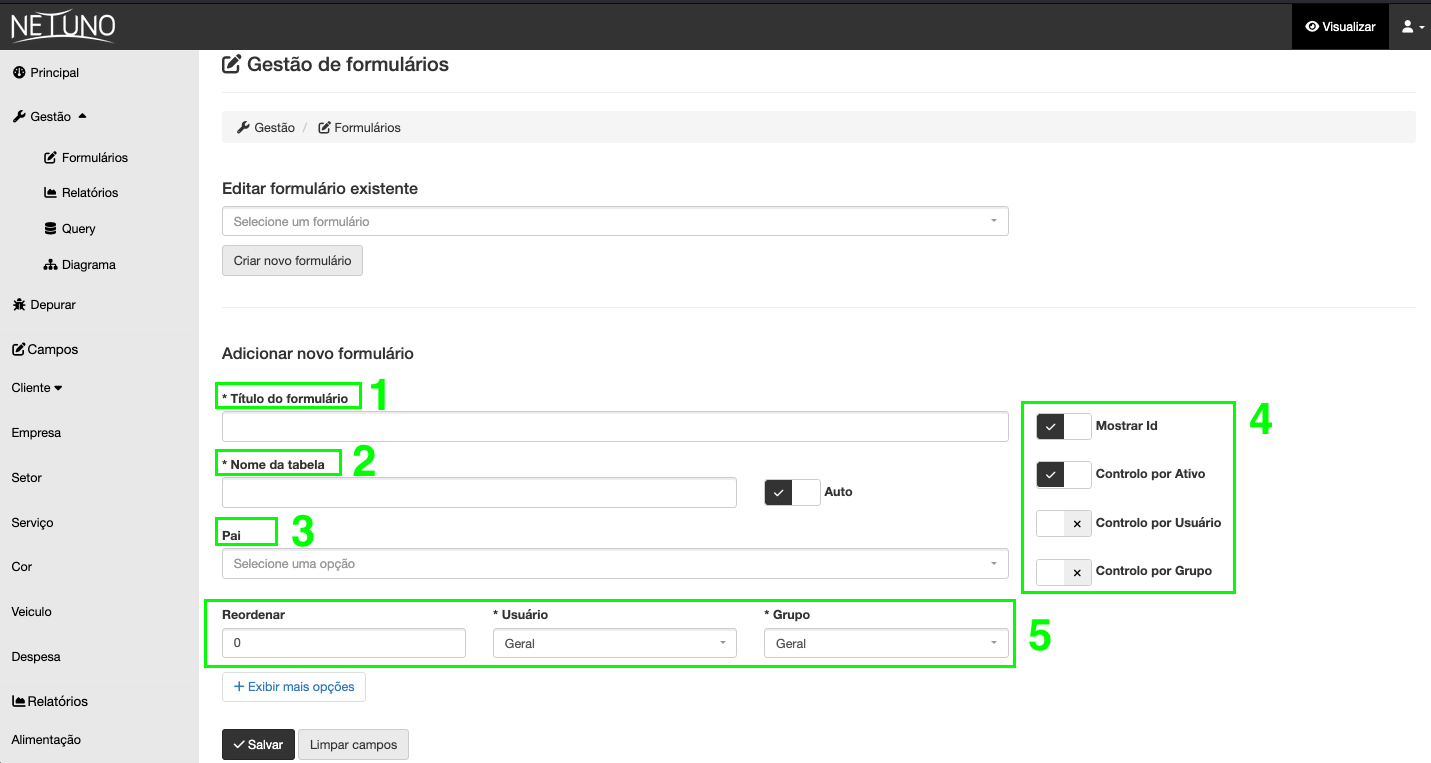 NETUNO
Visualizar
Principal
Gestão
Formulários
Relatórios
Query
Diagrama
Depurar
Campos
Cliente
Empresa
Setor
Serviço
Cor
Veiculo
Despesa
Relatórios
Alimentação
Gestão de formulários
Gestão / Formulários
Editar formulário existente
Selecione um formulário
Criar novo formulário
Adicionar novo formulário
* Título do formulário 1
* Nome da tabela 2
Auto
Pai 3
Selecione uma opção
Mostrar Id 4
Controlo por Ativo
Controlo por Usuário
Controlo por Grupo
Reordenar * Usuário * Grupo
0 Geral Geral 5
+ Exibir mais opções
Salvar Limpar campos